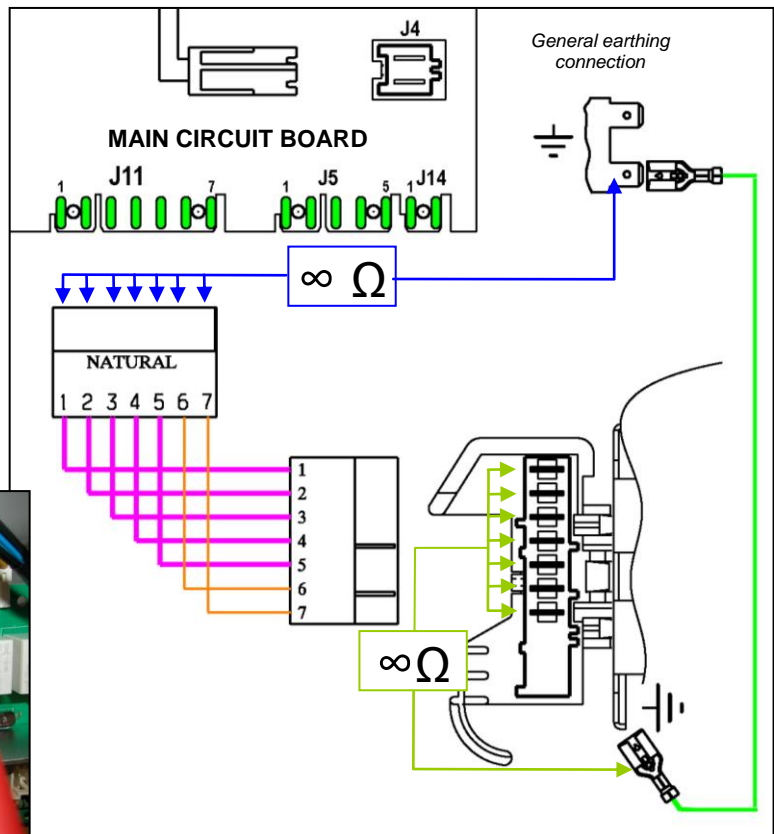 J4
General earthing
connection
MAIN CIRCUIT BOARD
J11 J5 J14
1 7 1 5 1
∞ Ω
NATURAL
1 2 3 4 5 6 7
1
2
3
4
5
6
7
∞Ω